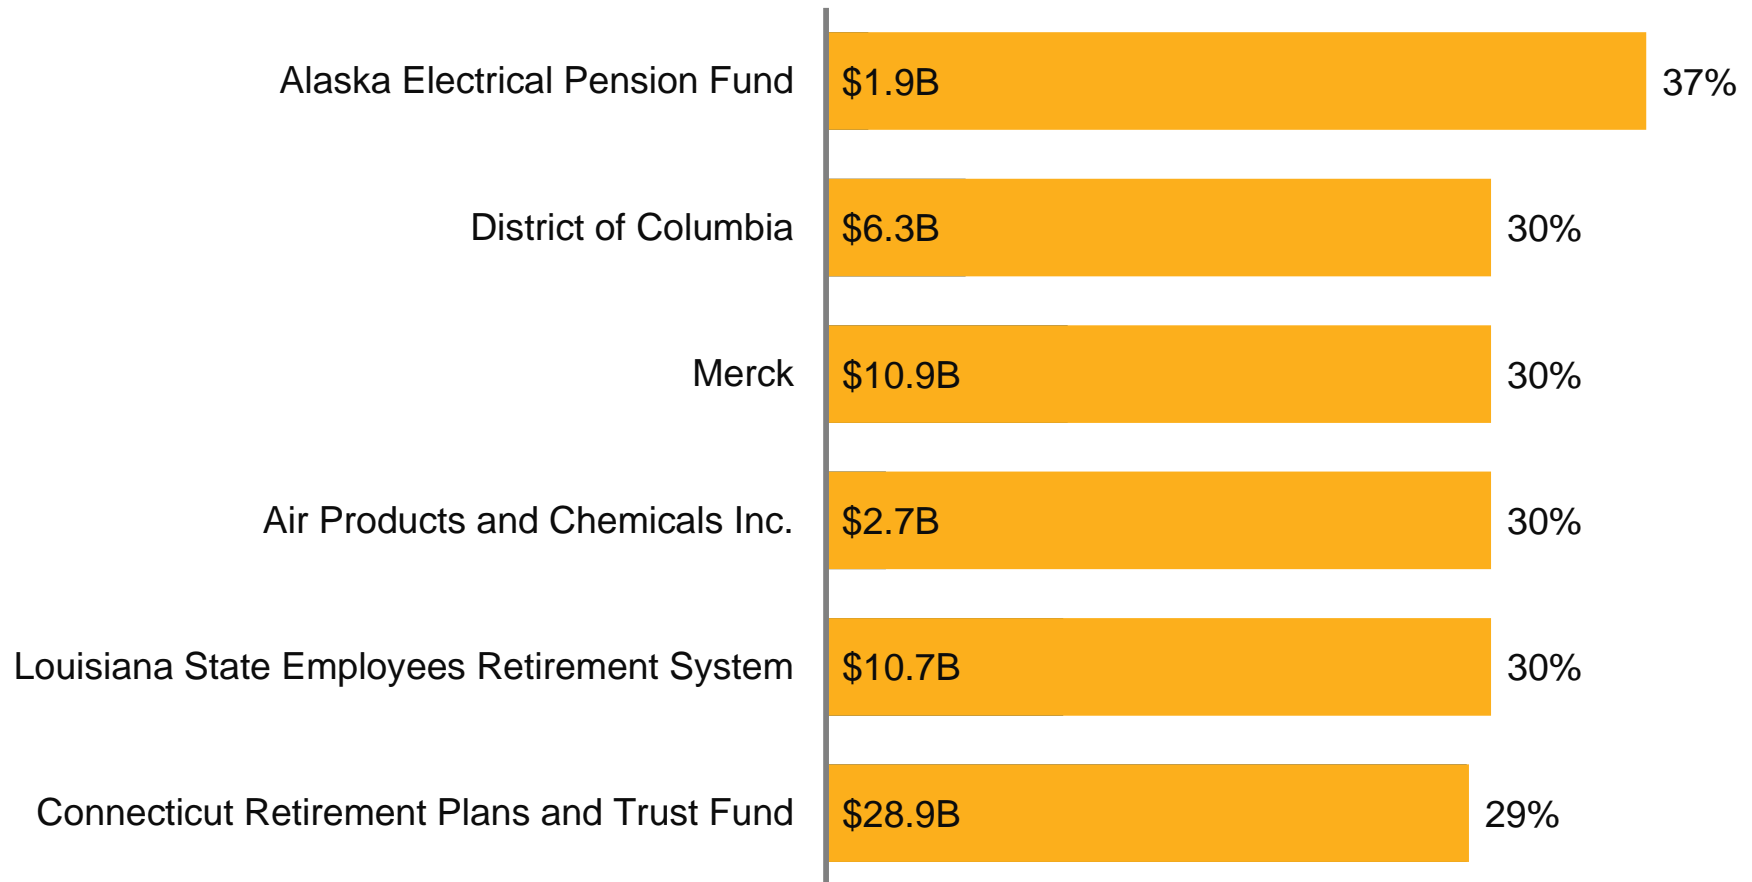 Alaska Electrical Pension Fund $1.9B 37%
District of Columbia $6.3B 30%
Merck $10.9B 30%
Air Products and Chemicals Inc. $2.7B 30%
Louisiana State Employees Retirement System $10.7B 30%
Connecticut Retirement Plans and Trust Fund $28.9B 29%